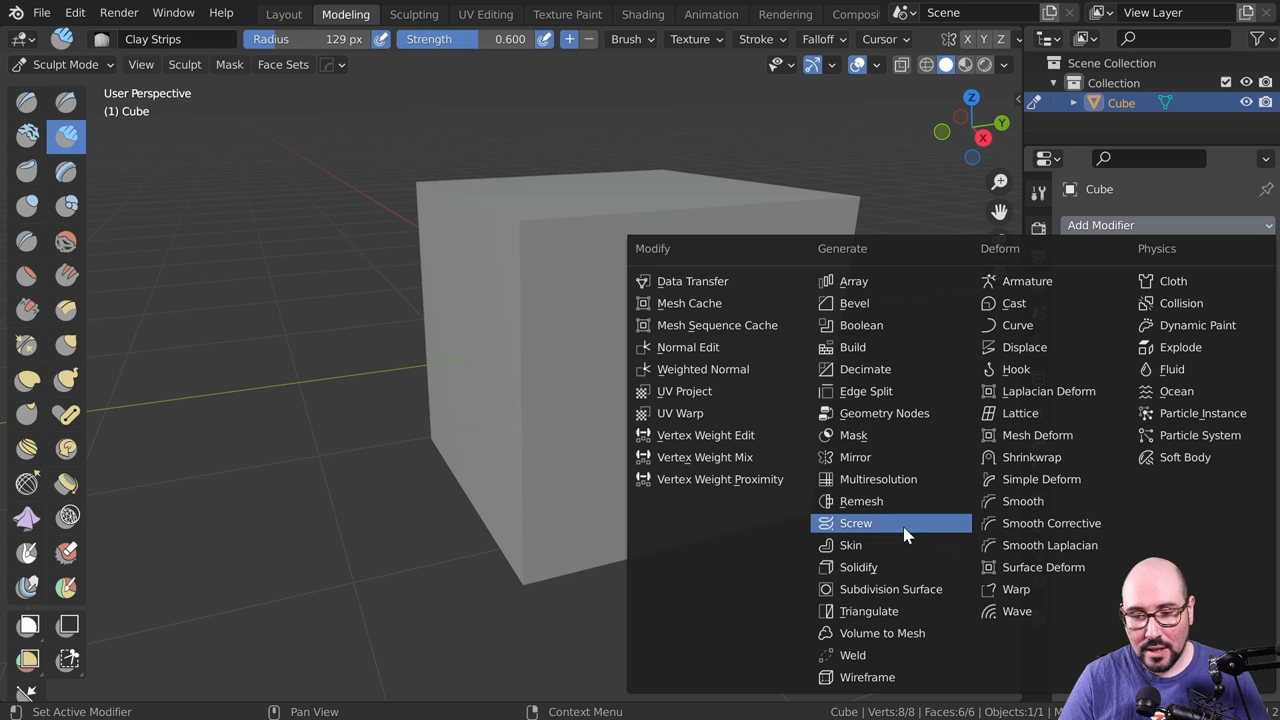 File Edit Render Window Help Layout Modeling Sculpting UV Editing Texture Paint Shading Animation Rendering Composi Scene View Layer
Clay Strips Radius 129 px Strength 0.600 Brush Texture Stroke Falloff Cursor X Y Z
Sculpt Mode View Sculpt Mask Face Sets
Scene Collection
Collection
Cube
User Perspective
(1) Cube
Z
Y
X
Cube
Add Modifier
Modify
Data Transfer
Mesh Cache
Mesh Sequence Cache
Normal Edit
Weighted Normal
UV Project
UV Warp
Vertex Weight Edit
Vertex Weight Mix
Vertex Weight Proximity
Generate
Array
Bevel
Boolean
Build
Decimate
Edge Split
Geometry Nodes
Mask
Mirror
Multiresolution
Remesh
Screw
Skin
Solidify
Subdivision Surface
Triangulate
Volume to Mesh
Weld
Wireframe
Deform
Armature
Cast
Curve
Displace
Hook
Laplacian Deform
Lattice
Mesh Deform
Shrinkwrap
Simple Deform
Smooth
Smooth Corrective
Smooth Laplacian
Surface Deform
Warp
Wave
Physics
Cloth
Collision
Dynamic Paint
Explode
Fluid
Ocean
Particle Instance
Particle System
Soft Body
Set Active Modifier Pan View Context Menu Cube | Verts:8/8 | Faces:6/6 | Objects:1/1 |